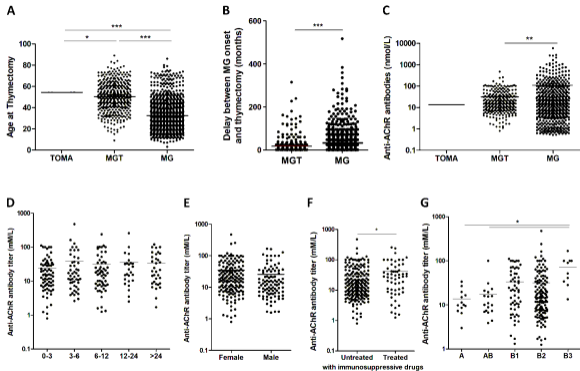 A
***
*
***
Age at Thymectomy
100
80
60
40
20
0
TOMA MGT MG
B
***
Delay between MG onset
and thymectomy (months)
600
400
200
0
MGT MG
C
**
Anti-AChR antibodies (nmol/L)
10000
1000
100
10
1
0.1
TOMA MGT MG
D
Anti-AChR antibody titer (mM/L)
1000
100
10
1
0.1
0-3 3-6 6-12 12-24 >24
E
Anti-AChR antibody titer (mM/L)
1000
100
10
1
0.1
Female Male
F
*
Anti-AChR antibody titer (mM/L)
1000
100
10
1
0.1
Untreated Treated
with immunosuppressive drugs
G
*
Anti-AChR antibody titer (mM/L)
1000
100
10
1
A AB B1 B2 B3